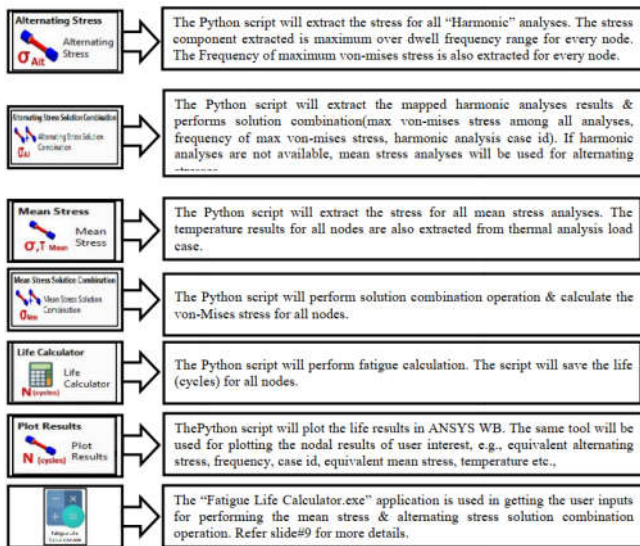 Alternating Stress
Alternating
Stress
σAlt
The Python script will extract the stress for all “Harmonic” analyses. The stress
component extracted is maximum over dwell frequency range for every node.
The Frequency of maximum von-mises stress is also extracted for every node.
Alternating Stress Solution Combination
Alternating Stress Solution
Combination
The Python script will extract the mapped harmonic analyses results &
performs solution combination(max von-mises stress among all analyses,
frequency of max von-mises stress, harmonic analysis case id). If harmonic
analyses are not available, mean stress analyses will be used for alternating
Mean Stress
Mean
Stress
σ,T Mean
The Python script will extract the stress for all mean stress analyses. The
temperature results for all nodes are also extracted from thermal analysis load
case.
Mean Stress Solution Combination
Mean Stress Solution
Combination
The Python script will perform solution combination operation & calculate the
von-Mises stress for all nodes.
Life Calculator
Life
Calculator
N (cycles)
The Python script will perform fatigue calculation. The script will save the life
(cycles) for all nodes.
Plot Results
Plot
Results
N (cycles)
ThePython script will plot the life results in ANSYS WB. The same tool will be
used for plotting the nodal results of user interest, e.g., equivalent alternating
stress, frequency, case id, equivalent mean stress, temperature etc.,
The “Fatigue Life Calculator.exe” application is used in getting the user inputs
for performing the mean stress & alternating stress solution combination
operation. Refer slide#9 for more details.